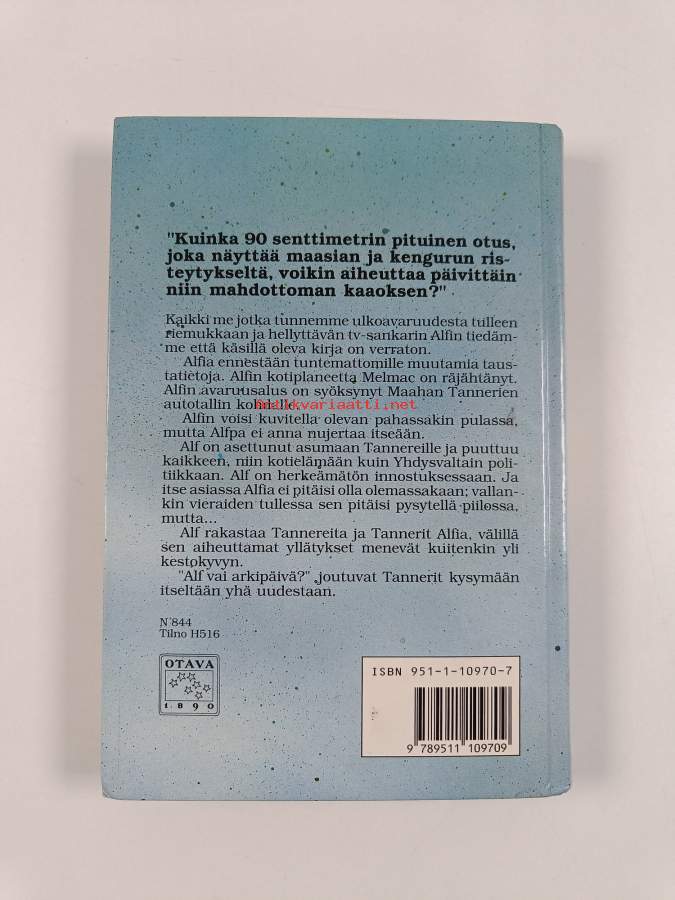 "Kuinka 90 senttimetrin pituinen otus,
joka näyttää maasian ja kengurun ris-
teytykseltä, voikin aiheuttaa päivittäin
niin mahdottoman kaaoksen?"
Kaikki me jotka tunnemme ulkoavaruudesta tulleen
riemukkaan ja hellyttävän tv-sankarin Alfin tiedäm-
me että käsillä oleva kirja on verraton.
Alfia ennestään tuntemattomille muutamia taus-
tatietoja. Alfin kotiplaneetta Melmac on räjähtänyt.
Alfin avaruusalus on syöksynyt Maahan Tannerien
autotallin kohdalle.
antikvariaatti.net
Alfin voisi kuvitella olevan pahassakin pulassa,
mutta Alfpa ei anna nujertaa itseään.
Alf on asettunut asumaan Tannereille ja puuttuu
kaikkeen, niin kotielämään kuin Yhdysvaltain poli-
tiikkaan. Alf on herkeämätön innostuksessaan. Ja
itse asiassa Alfia ei pitäisi olla olemassakaan; vallan-
kin vieraiden tullessa sen pitäisi pysytellä piilossa,
mutta...
Alf rakastaa Tannereita ja Tannerit Alfia, välillä
sen aiheuttamat yllätykset menevät kuitenkin yli
kestokyvyn.
"Alf vai arkipäivä?" joutuvat Tannerit kysymään
itseltään yhä uudestaan.
N 844
Tilno H516
OTAVA
1890
ISBN 951-1-10970-7
9 789511 109709